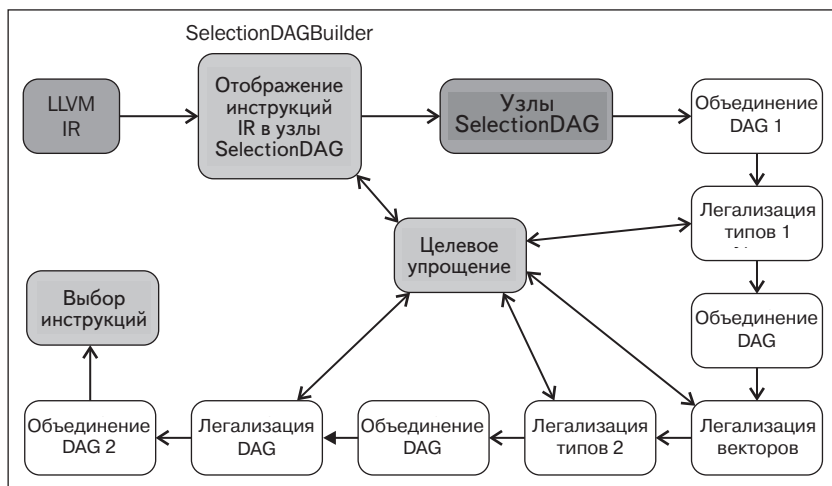 SelectionDAGBuilder
LLVM
IR
Отображение
инструкций
IR в узлы
SelectionDAG
Узлы
SelectionDAG
Объединение
DAG 1
Легализация
типов 1
Целевое
упрощение
Объединение
DAG
Выбор
инструкций
Объединение
DAG 2
Легализация
DAG
Объединение
DAG
Легализация
типов 2
Легализация
векторов